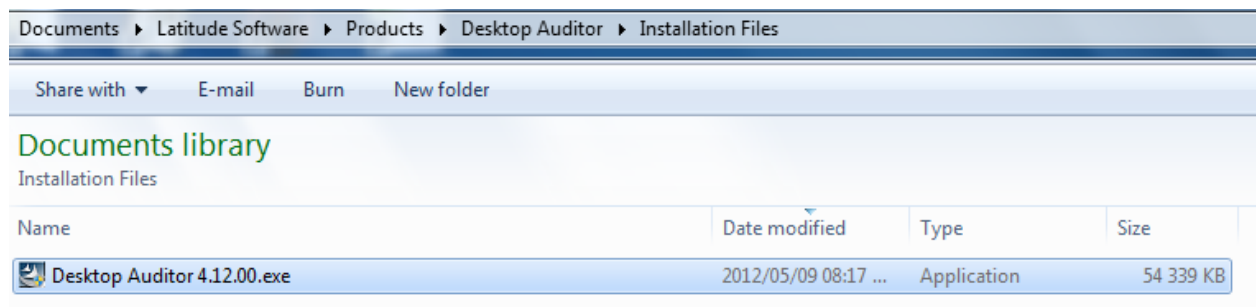 Documents ▸ Latitude Software ▸ Products ▸ Desktop Auditor ▸ Installation Files
Share with ▾ E-mail Burn New folder
Documents library
Installation Files
Name Date modified Type Size
Desktop Auditor 4.12.00.exe 2012/05/09 08:17 ... Application 54 339 KB